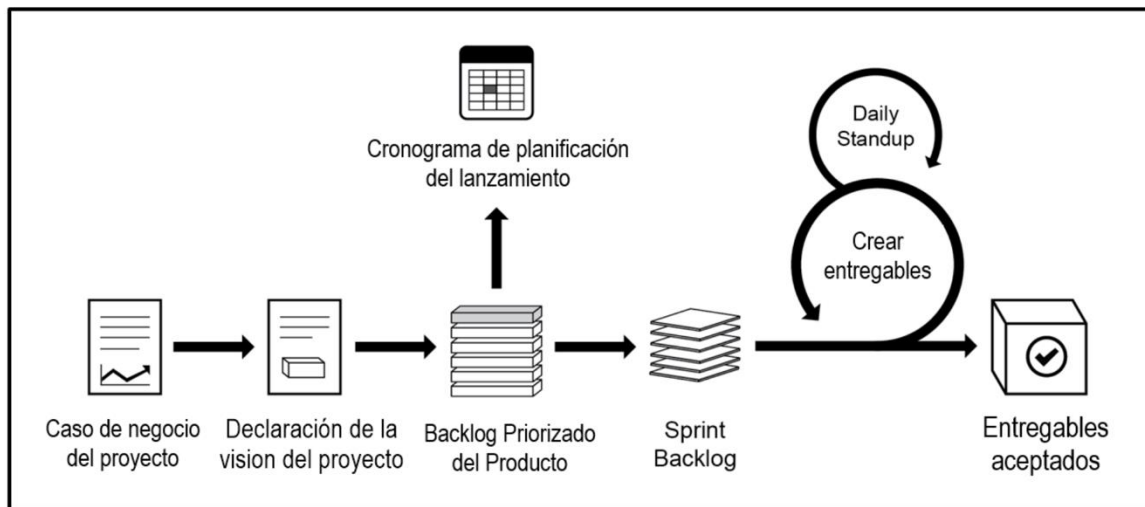 Cronograma de planificación
del lanzamiento
Daily
Standup
Crear
entregables
Caso de negocio
del proyecto
Declaración de la
vision del proyecto
Backlog Priorizado
del Producto
Sprint
Backlog
Entregables
aceptados